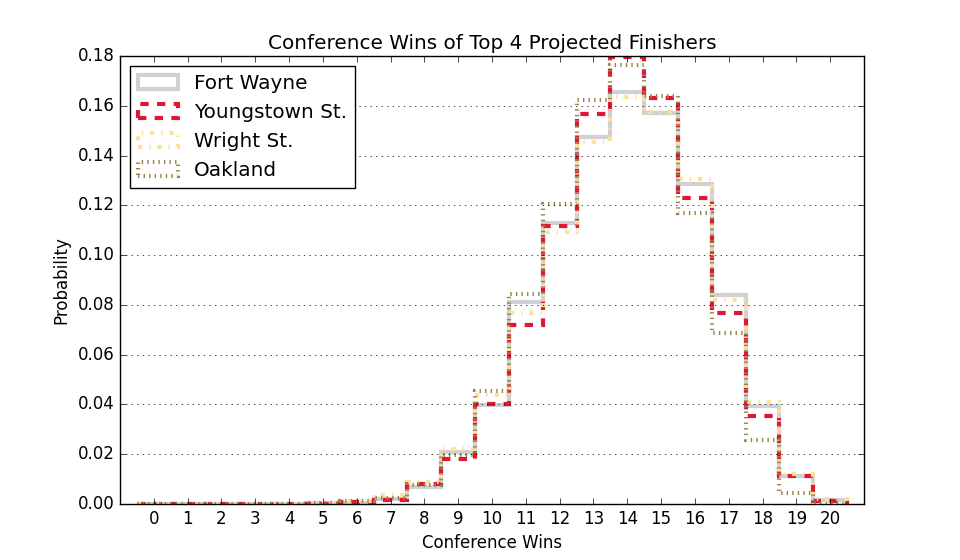 Conference Wins of Top 4 Projected Finishers
Fort Wayne
Youngstown St.
Wright St.
Oakland
0.18
0.16
0.14
0.12
0.10
0.08
0.06
0.04
0.02
0.00
Probability
0 1 2 3 4 5 6 7 8 9 10 11 12 13 14 15 16 17 18 19 20
Conference Wins